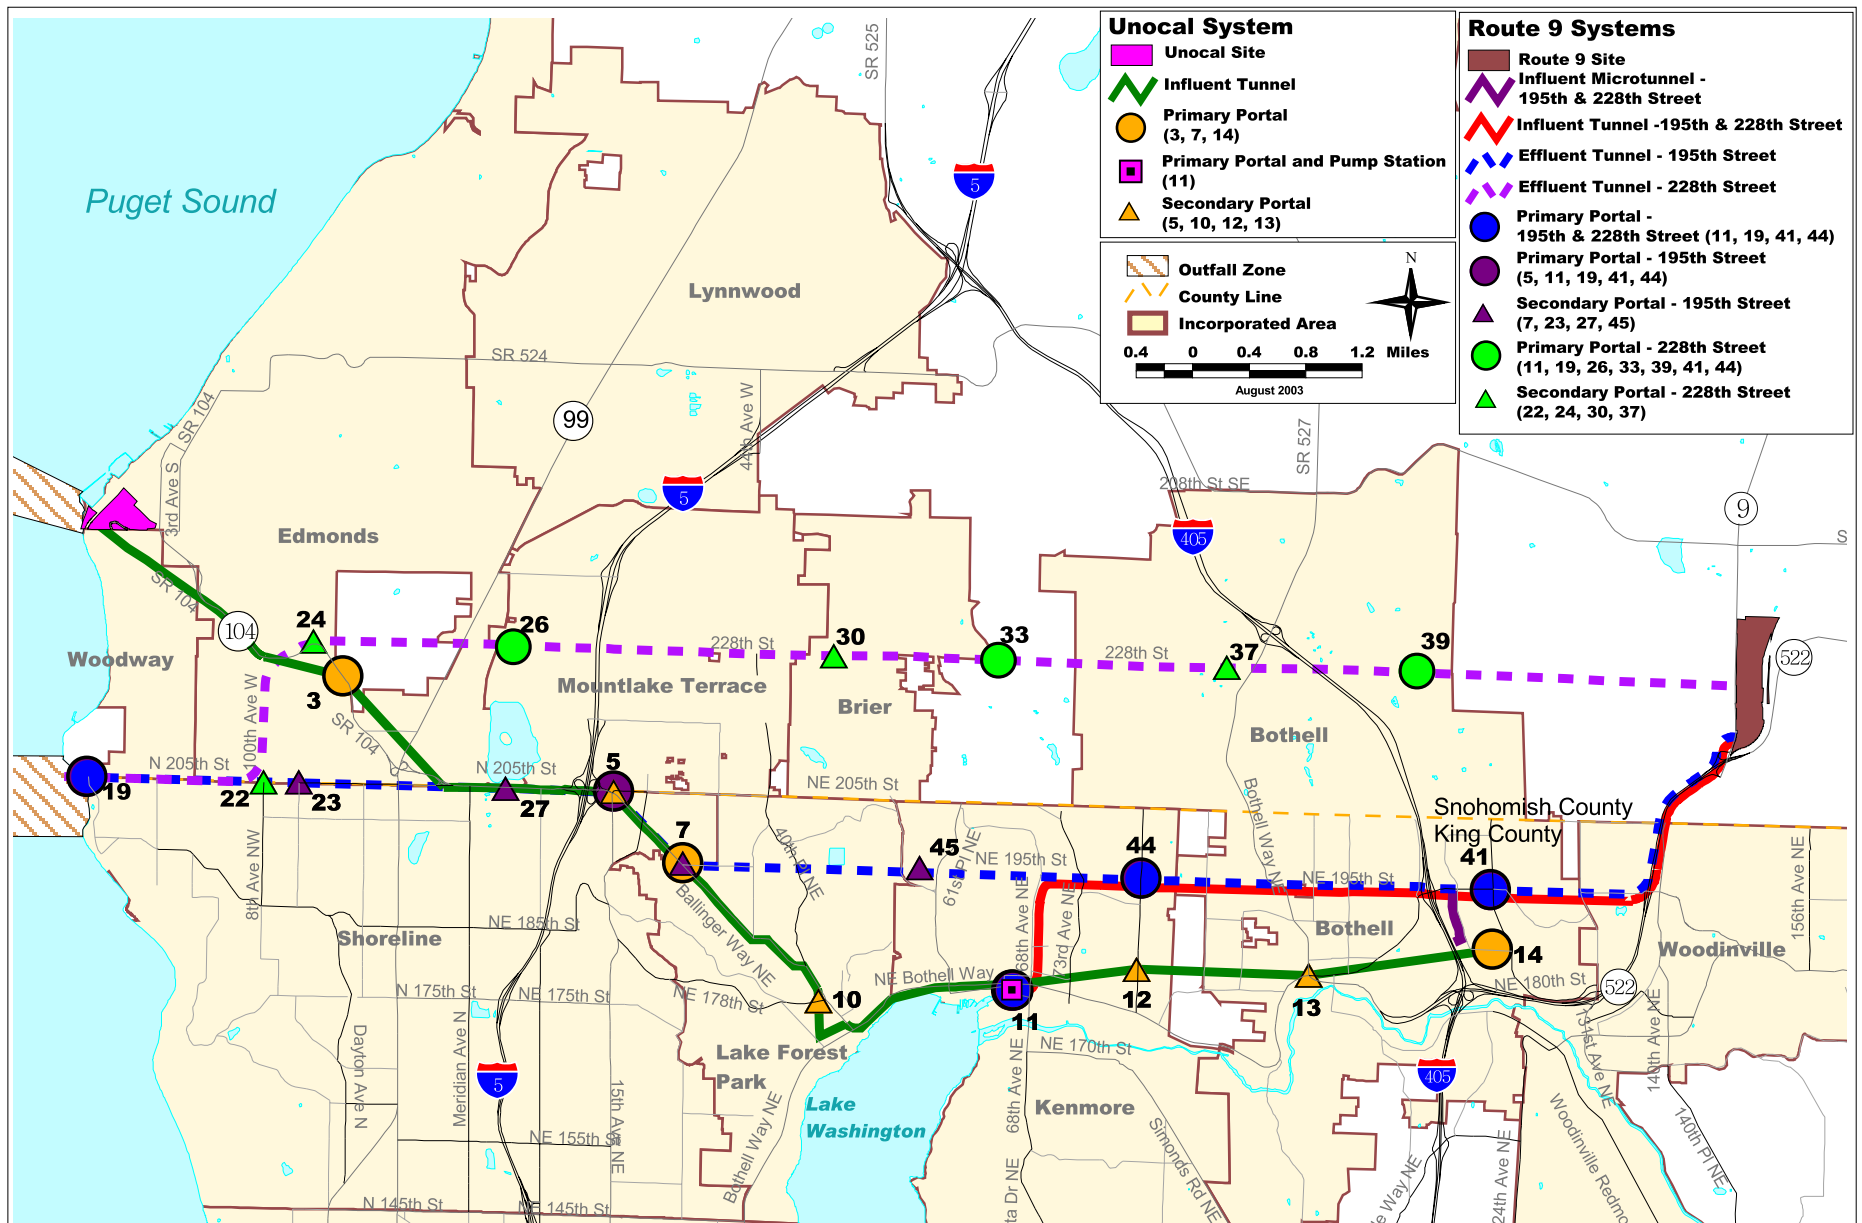 Unocal System
Unocal Site
Influent Tunnel
Primary Portal
(3, 7, 14)
Primary Portal and Pump Station
(11)
Secondary Portal
(5, 10, 12, 13)
Outfall Zone
County Line
Incorporated Area
N
0.4 0 0.4 0.8 1.2 Miles
August 2003
Route 9 Systems
Route 9 Site
Influent Microtunnel -
195th & 228th Street
Influent Tunnel -195th & 228th Street
Effluent Tunnel - 195th Street
Effluent Tunnel - 228th Street
Primary Portal -
195th & 228th Street (11, 19, 41, 44)
Primary Portal - 195th Street
(5, 11, 19, 41, 44)
Secondary Portal - 195th Street
(7, 23, 27, 45)
Primary Portal - 228th Street
(11, 19, 26, 33, 39, 41, 44)
Secondary Portal - 228th Street
(22, 24, 30, 37)
SR 525
5
Puget Sound
Lynnwood
SR 524
SR 104
99
44th Ave W
SR 527
3rd Ave S
5
208th St SE
9
405
S
Edmonds
SR 104
104
24
26
228th St
30
33
228th St
37
39
522
Woodway
3
Mountlake Terrace
Brier
100th Ave W
SR 104
Bothell
N 205th St
N 205th St
5
NE 205th St
19
22
23
27
Bothell Way NE
Snohomish County
King County
7
40th Pl NE
45
61st Pl NE
NE 195th St
44
41
NE 195th St
156th Ave NE
8th Ave NW
Ballinger Way NE
68th Ave NE
73rd Ave NE
Shoreline
NE 185th St
Bothell
14
Woodinville
N 175th St
NE 175th St
NE 178th St
10
NE Bothell Way
11
12
13
NE 180th St
522
Dayton Ave N
Meridian Ave N
Lake Forest
Park
NE 170th St
131st Ave NE
140th Ave NE
5
405
15th Ave NE
Lake
Washington
68th Ave NE
Kenmore
NE 155th St
Bothell Way NE
Simonds Rd NE
Woodinville Redmo
140th Pl NE
N 145th St
NE 145th St
ta Dr NE
le Way NE
24th Ave NE